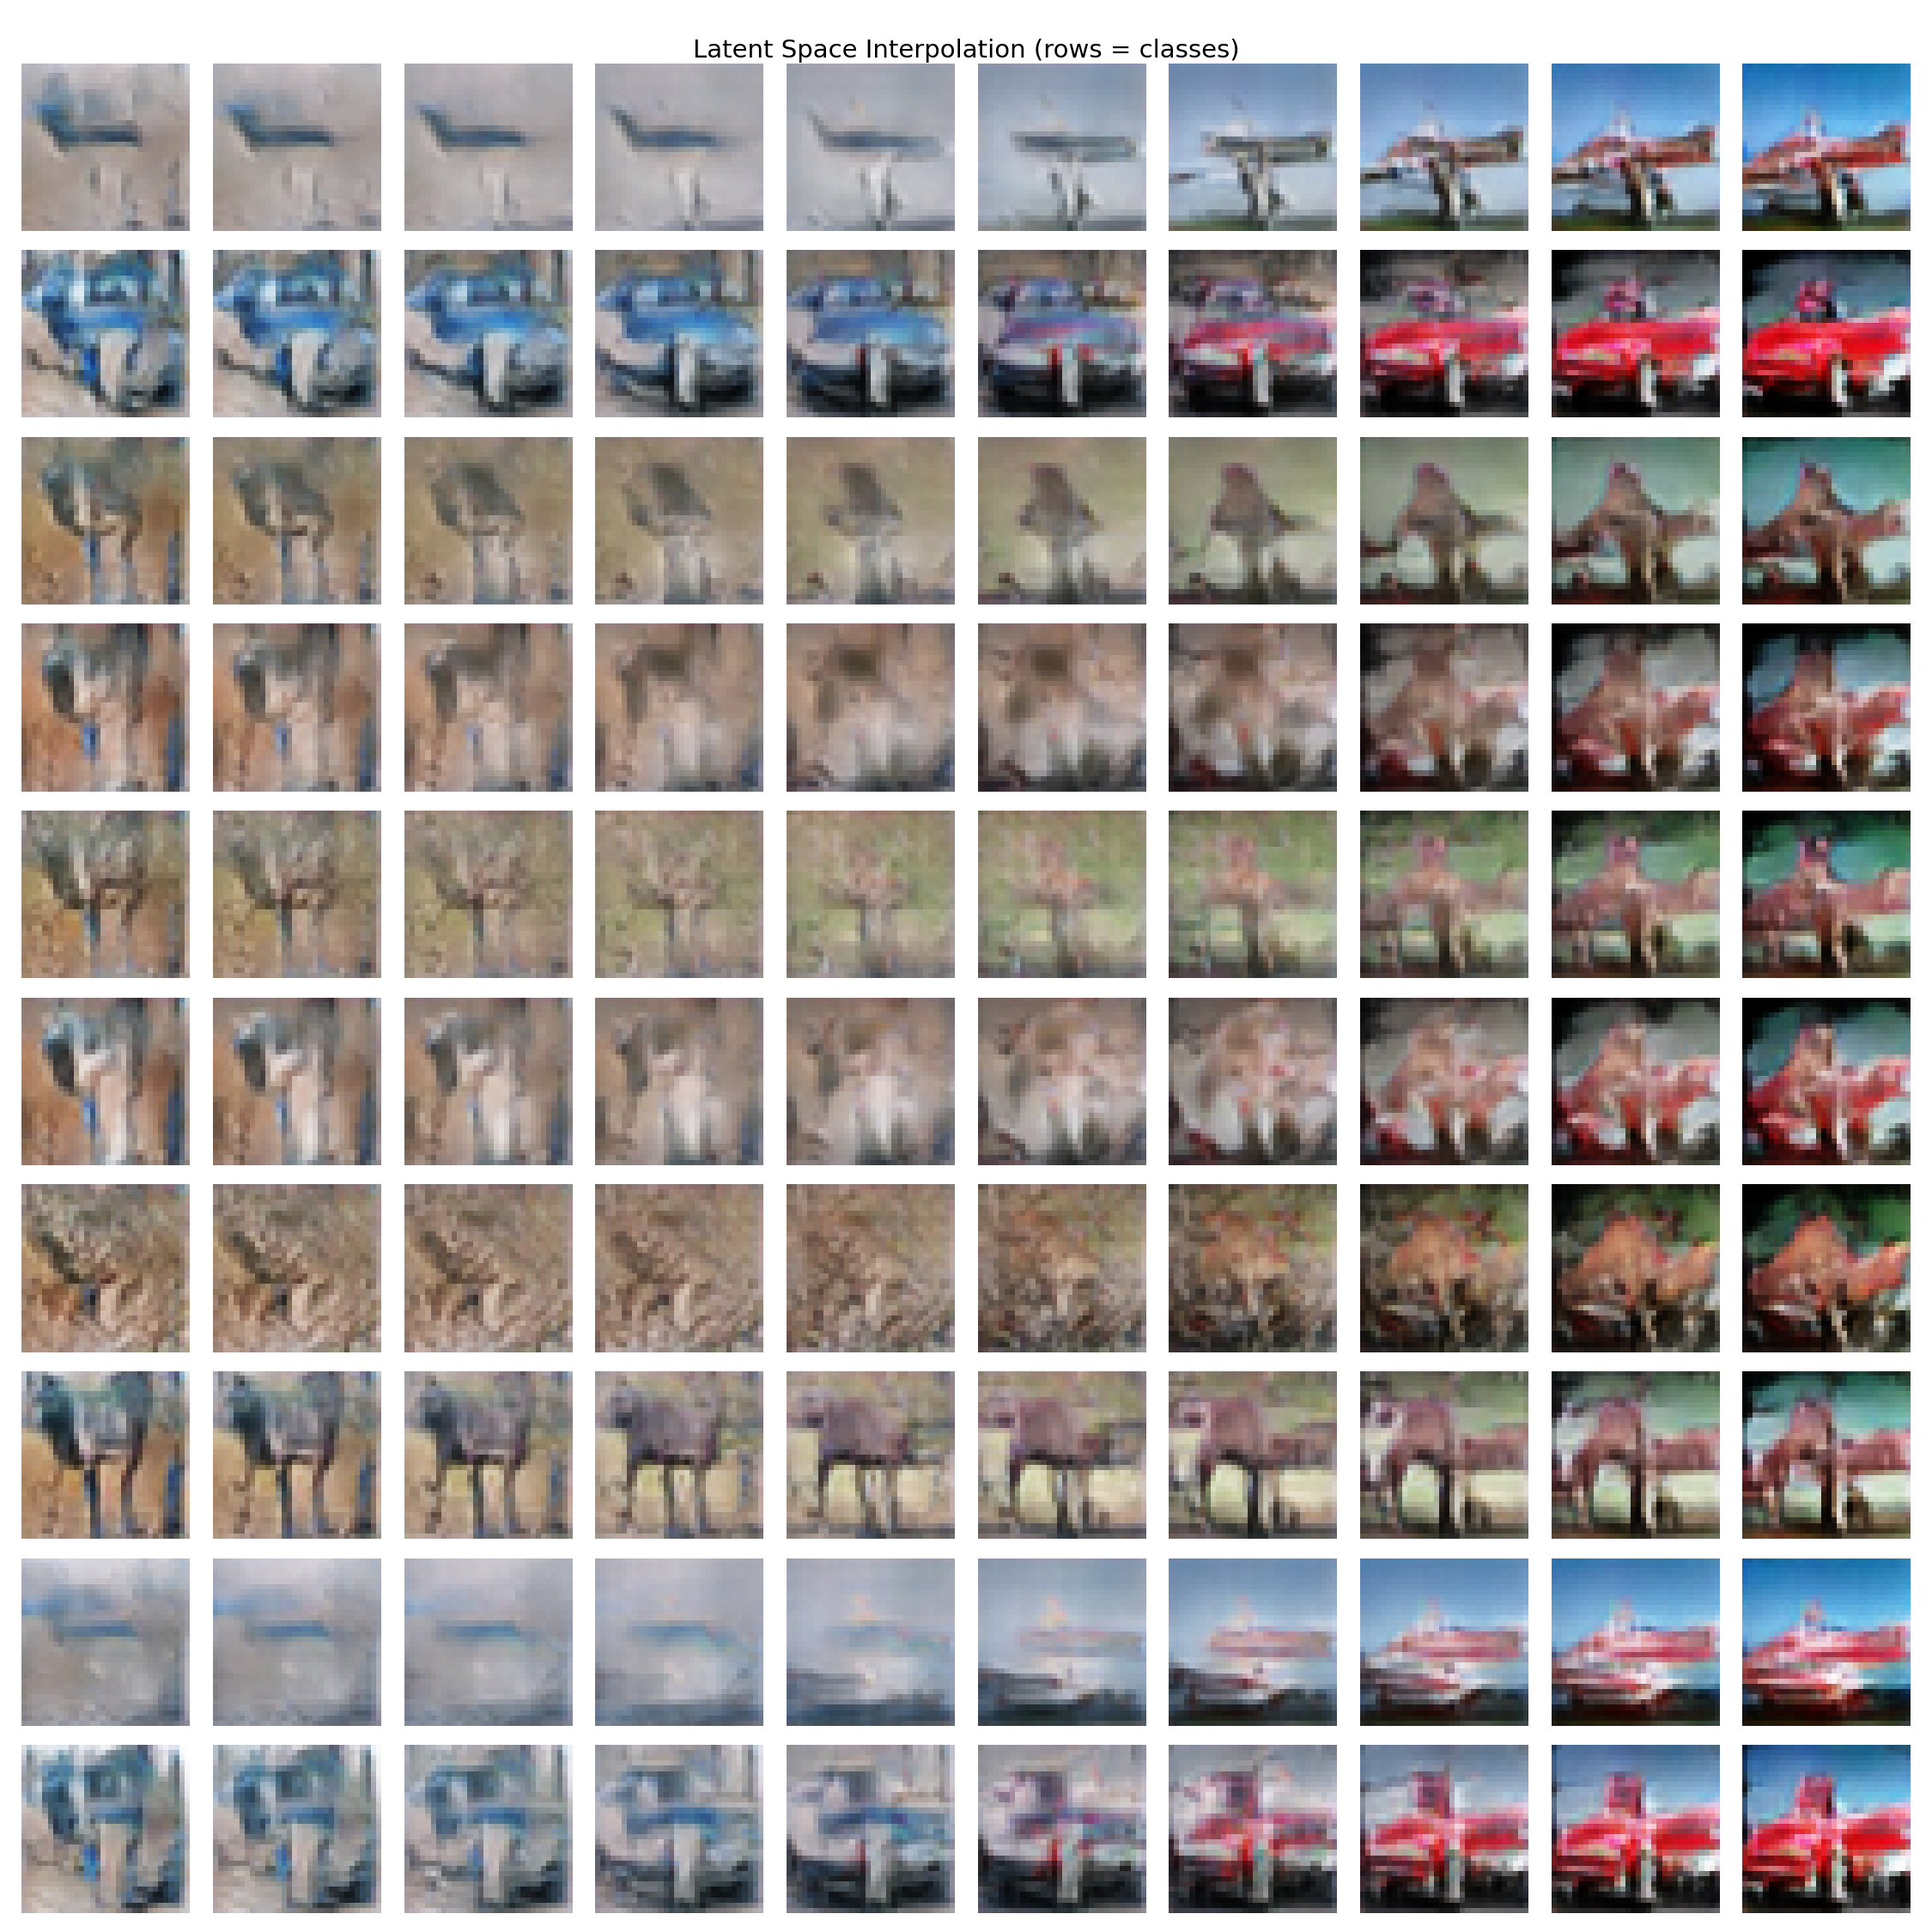 Latent Space Interpolation (rows = classes)